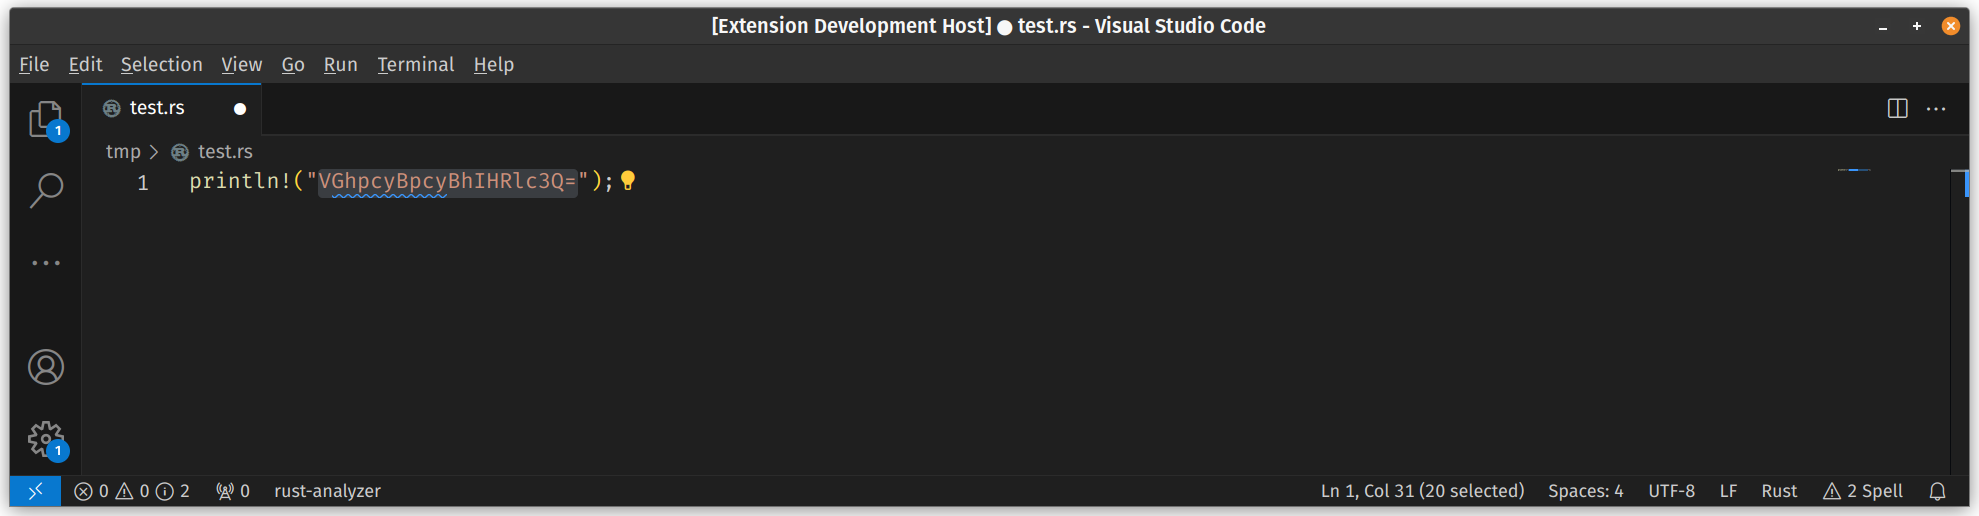 [Extension Development Host] ● test.rs - Visual Studio Code
File Edit Selection View Go Run Terminal Help
test.rs
tmp > test.rs
1 println!("VGhpcyBpcyBhIHRlc3Q=");
1
1
0 0 2 0 rust-analyzer Ln 1, Col 31 (20 selected) Spaces: 4 UTF-8 LF Rust 2 Spell